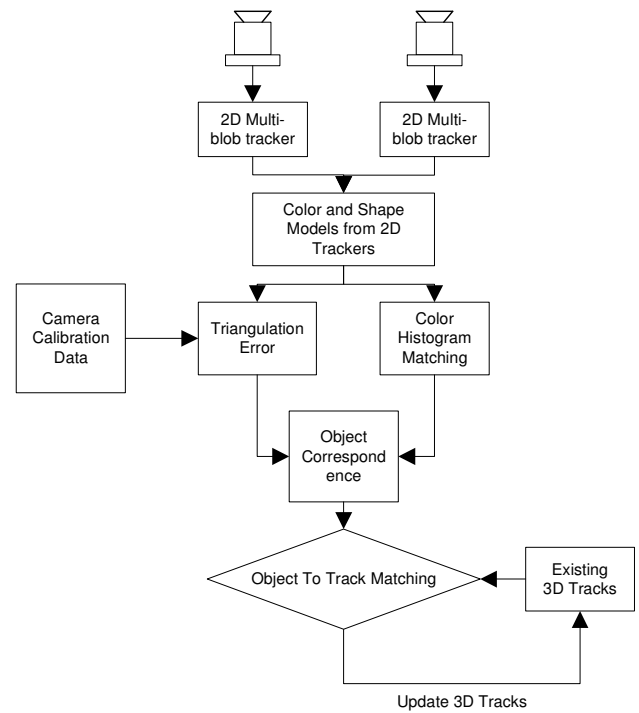 2D Multi-
blob tracker
2D Multi-
blob tracker
Color and Shape
Models from 2D
Trackers
Camera
Calibration
Data
Triangulation
Error
Color
Histogram
Matching
Object
Correspond
ence
Object To Track Matching
Existing
3D Tracks
Update 3D Tracks